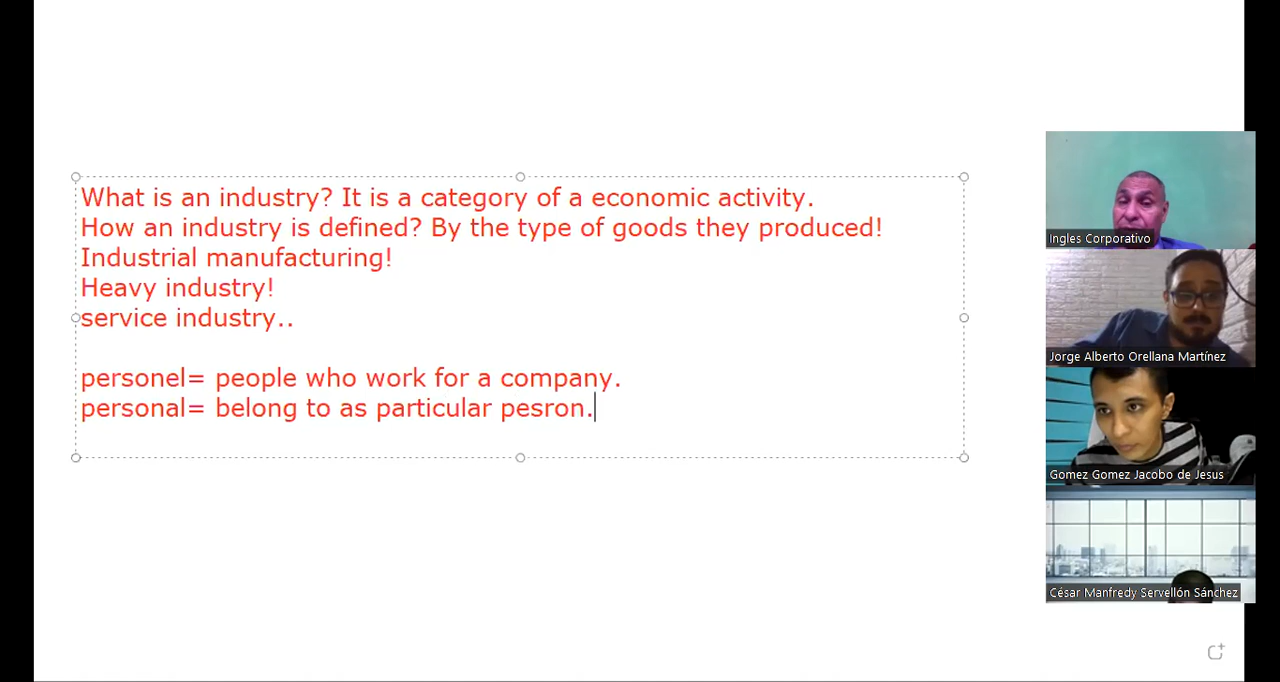 What is an industry? It is a category of a economic activity.
How an industry is defined? By the type of goods they produced!
Industrial manufacturing!
Heavy industry!
service industry..
personel= people who work for a company.
personal= belong to as particular pesron.
Ingles Corporativo
Jorge Alberto Orellana Martínez
Gomez Gomez Jacobo de Jesus
César Manfredy Servellón Sánchez